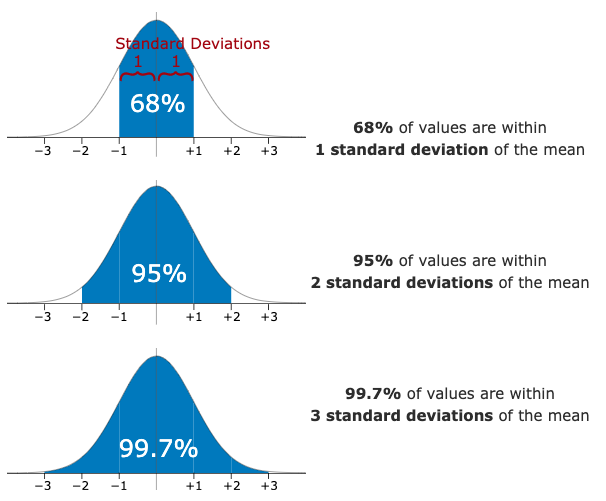 Standard Deviations
1 1
68%
−3 −2 −1 +1 +2 +3
68% of values are within
1 standard deviation of the mean
95%
−3 −2 −1 +1 +2 +3
95% of values are within
2 standard deviations of the mean
99.7%
−3 −2 −1 +1 +2 +3
99.7% of values are within
3 standard deviations of the mean